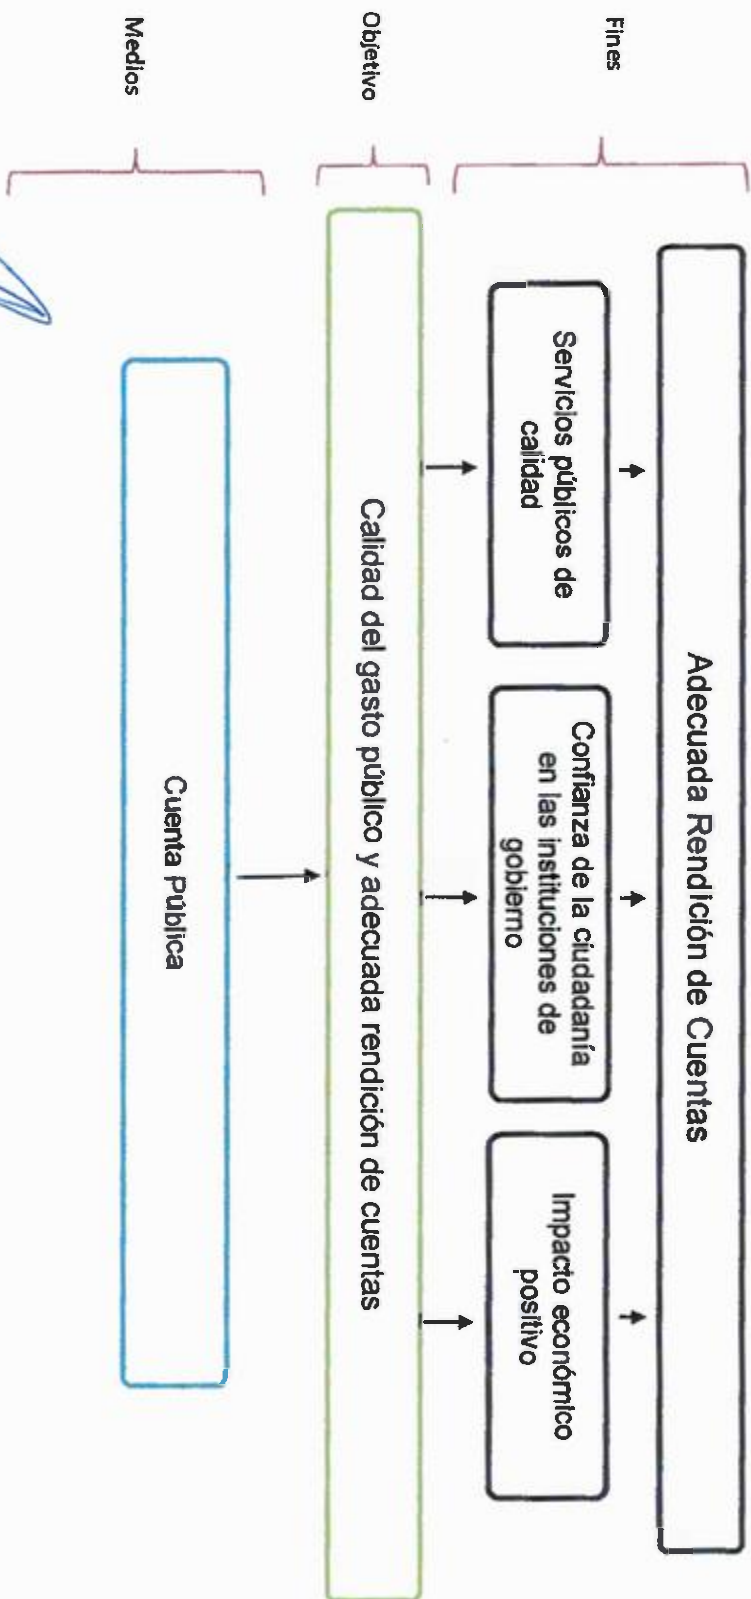 Fines
Adecuada Rendición de Cuentas
Servicios públicos de
calidad
Confianza de la ciudadanía
en las instituciones de
gobierno
Impacto económico
positivo
Objetivo
Calidad del gasto público y adecuada rendición de cuentas
Medios
Cuenta Pública